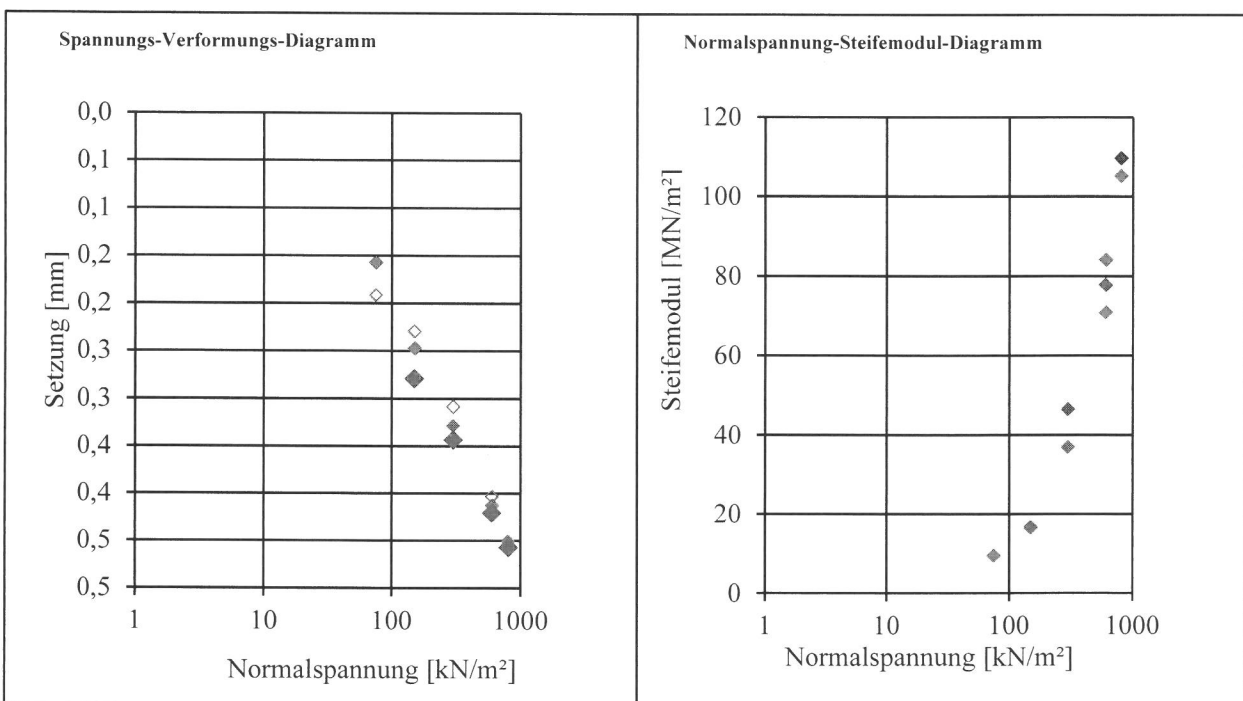 Spannungs-Verformungs-Diagramm
0,0
0,1
0,1
0,2
0,2
0,3
0,3
0,4
0,4
0,5
0,5
Setzung [mm]
1 10 100 1000
Normalspannung [kN/m²]
Normalspannung-Steifemodul-Diagramm
120
100
80
60
40
20
0
Steifemodul [MN/m²]
1 10 100 1000
Normalspannung [kN/m²]